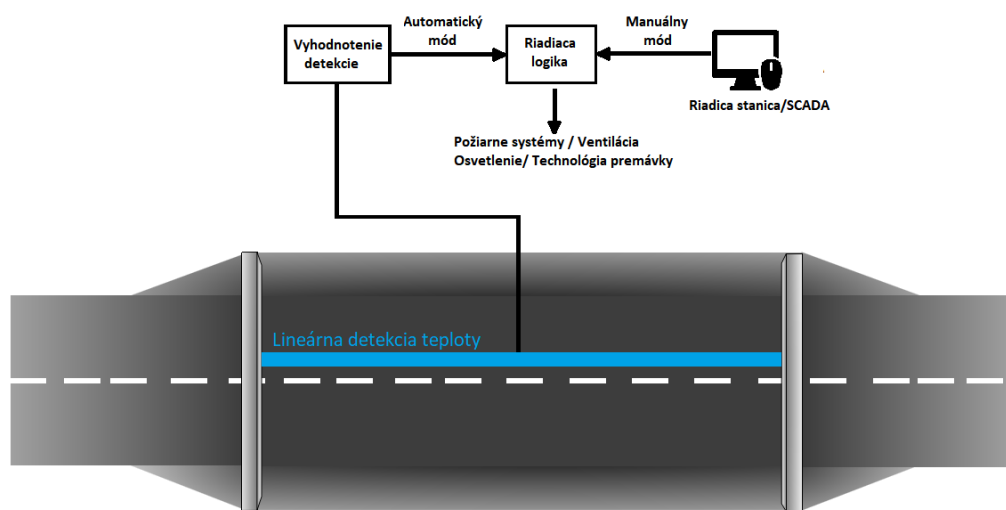 Vyhodnotenie
detekcie
Automatický
mód
Riadiaca
logika
Manuálny
mód
Riadica stanica/SCADA
Požiarne systémy / Ventilácia
Osvetlenie/ Technológia premávky
Lineárna detekcia teploty